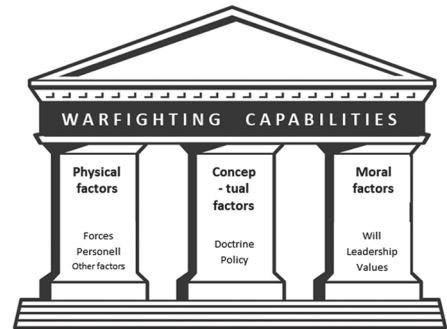 WARFIGHTING CAPABILITIES
Physical
factors
Forces
Personell
Other factors
Concep
- tual
factors
Doctrine
Policy
Moral
factors
Will
Leadership
Values